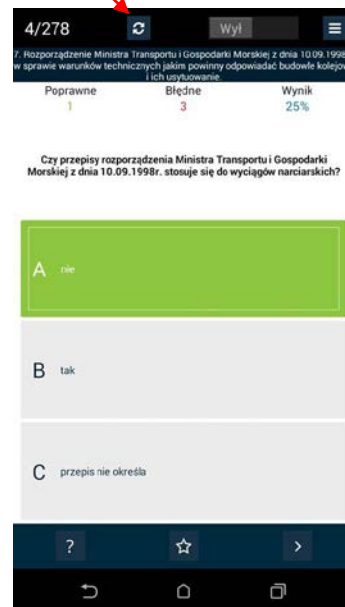 4/278 Wył
7. Rozporządzenie Ministra Transportu i Gospodarki Morskiej z dnia 10.09.1998
w sprawie warunków technicznych jakim powinny odpowiadać budowle kolejow
i ich usytuowanie.
Poprawne Błędne Wynik
1 3 25%
Czy przepisy rozporządzenia Ministra Transportu i Gospodarki
Morskiej z dnia 10.09.1998r. stosuje się do wyciągów narciarskich?
A nie
B tak
C przepis nie określa
?